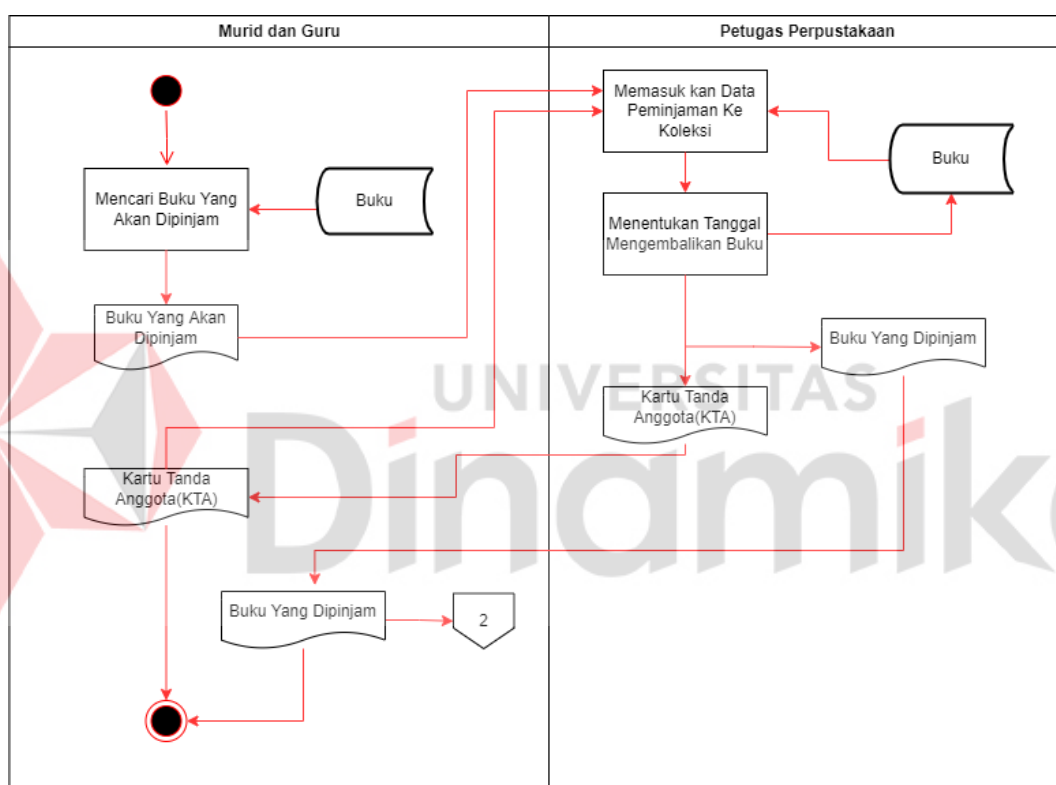 Murid dan Guru
Petugas Perpustakaan
Memasuk kan Data
Peminjaman Ke
Koleksi
Buku
Mencari Buku Yang
Akan Dipinjam
Buku
Menentukan Tanggal
Mengembalikan Buku
Buku Yang Akan
Dipinjam
Buku Yang Dipinjam
UNIVERSITAS
Dinamika
Kartu Tanda
Anggota(KTA)
Kartu Tanda
Anggota(KTA)
Buku Yang Dipinjam
2